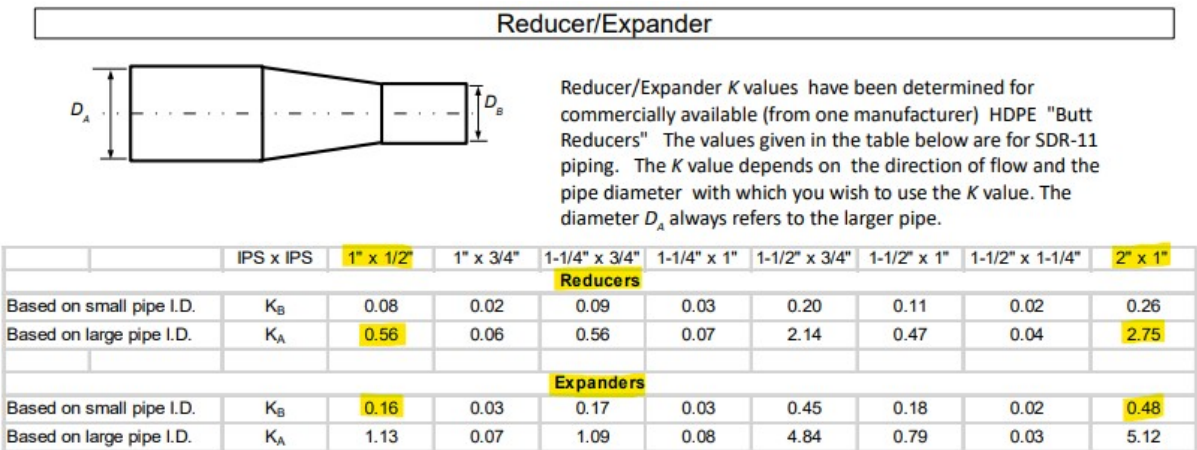 Reducer/Expander
D_A
D_B
Reducer/Expander K values have been determined for
commercially available (from one manufacturer) HDPE "Butt
Reducers" The values given in the table below are for SDR-11
piping. The K value depends on the direction of flow and the
pipe diameter with which you wish to use the K value. The
diameter D_A always refers to the larger pipe.
IPS x IPS 1" x 1/2" 1" x 3/4" 1-1/4" x 3/4" 1-1/4" x 1" 1-1/2" x 3/4" 1-1/2" x 1" 1-1/2" x 1-1/4" 2" x 1"
Reducers
Based on small pipe I.D. K_B 0.08 0.02 0.09 0.03 0.20 0.11 0.02 0.26
Based on large pipe I.D. K_A 0.56 0.06 0.56 0.07 2.14 0.47 0.04 2.75
Expanders
Based on small pipe I.D. K_B 0.16 0.03 0.17 0.03 0.45 0.18 0.02 0.48
Based on large pipe I.D. K_A 1.13 0.07 1.09 0.08 4.84 0.79 0.03 5.12